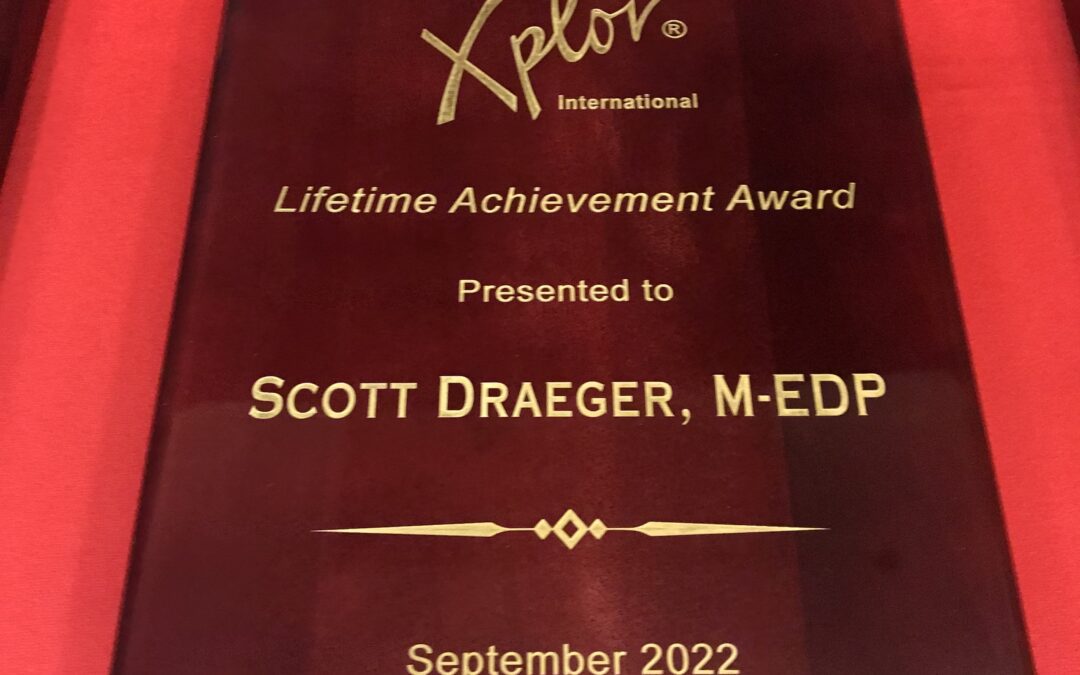 Xplor®
International
Lifetime Achievement Award
Presented to
SCOTT DRAEGER, M-EDP
September 2022